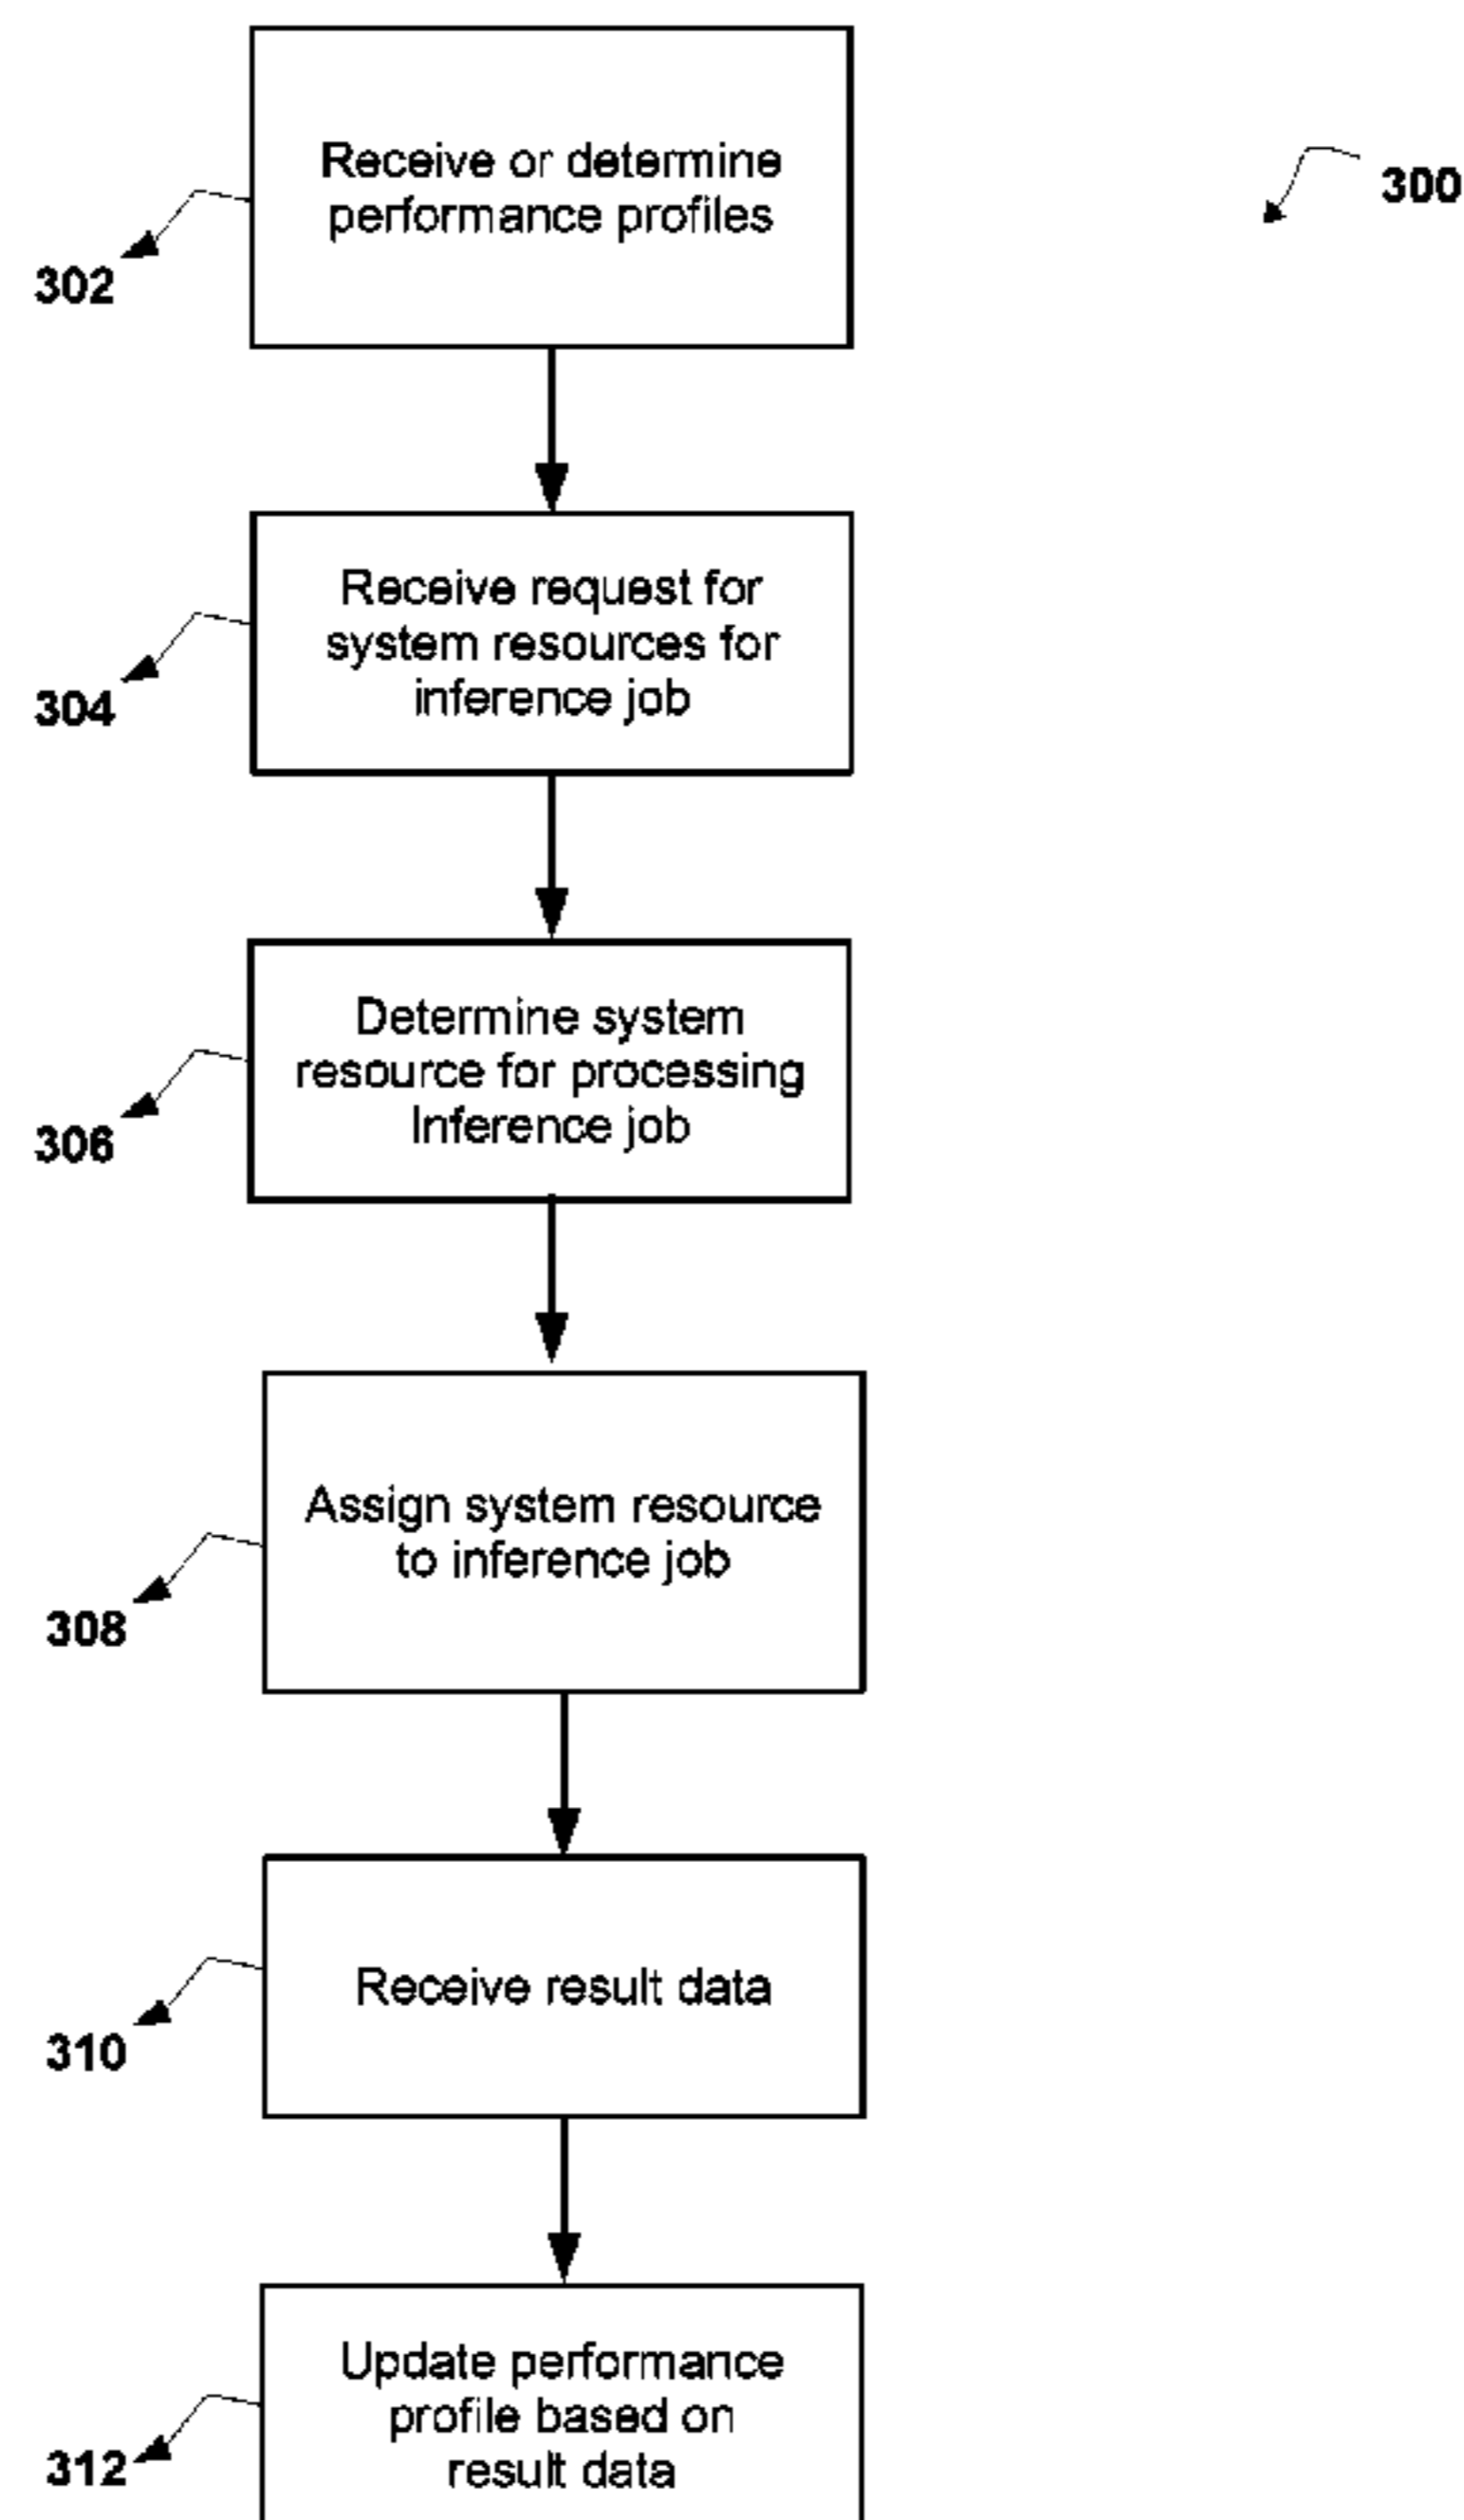 Receive or determine
performance profiles
300
302
Receive request for
system resources for
inference job
304
Determine system
resource for processing
Inference job
306
Assign system resource
to inference job
308
Receive result data
310
Update performance
profile based on
result data
312